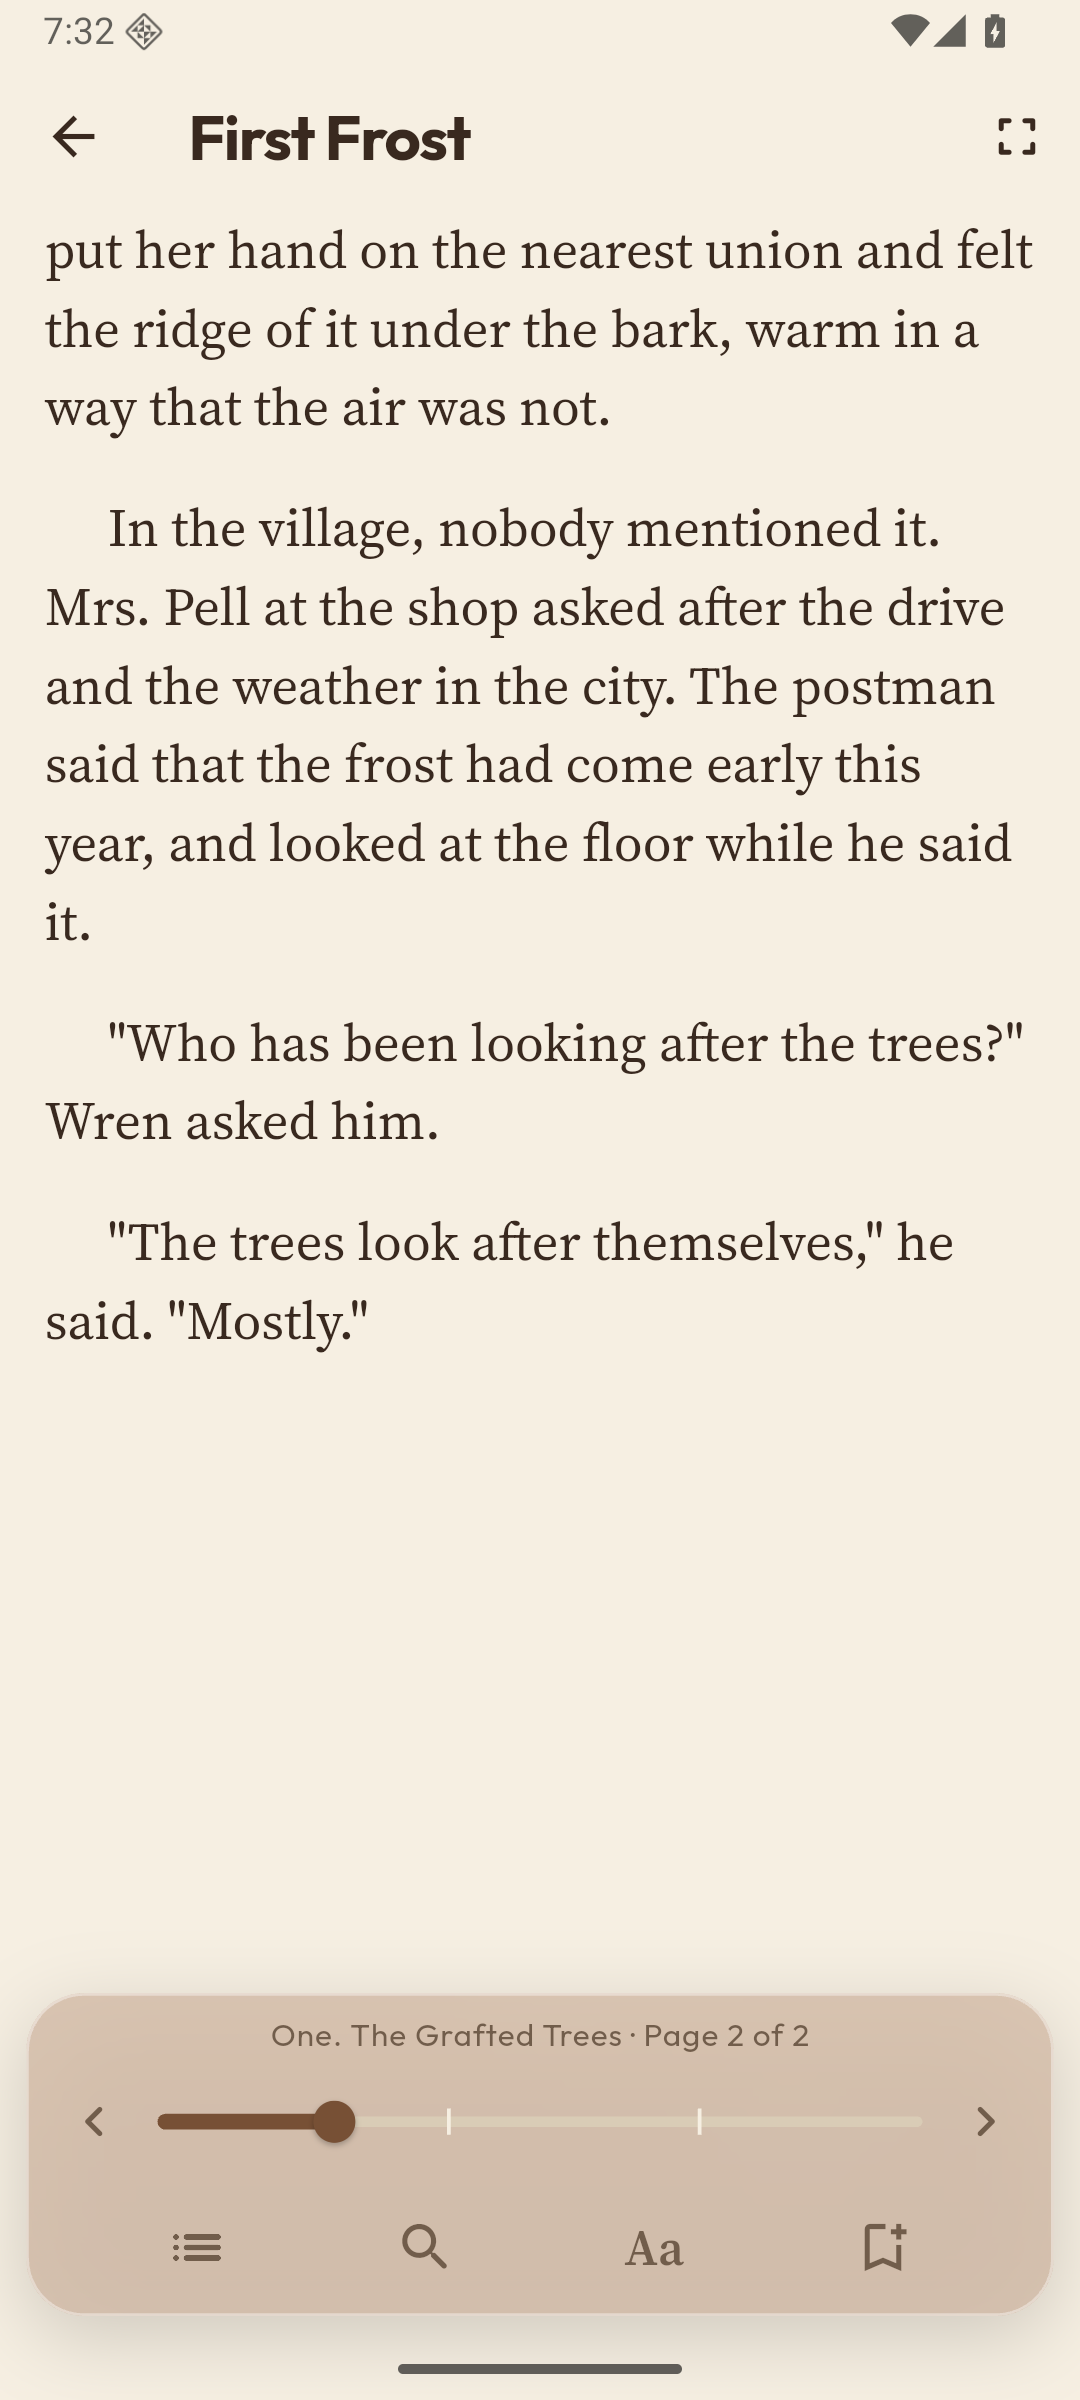 7:32
First Frost
put her hand on the nearest union and felt
the ridge of it under the bark, warm in a
way that the air was not.
In the village, nobody mentioned it.
Mrs. Pell at the shop asked after the drive
and the weather in the city. The postman
said that the frost had come early this
year, and looked at the floor while he said
it.
"Who has been looking after the trees?"
Wren asked him.
"The trees look after themselves," he
said. "Mostly."
One. The Grafted Trees · Page 2 of 2
Aa